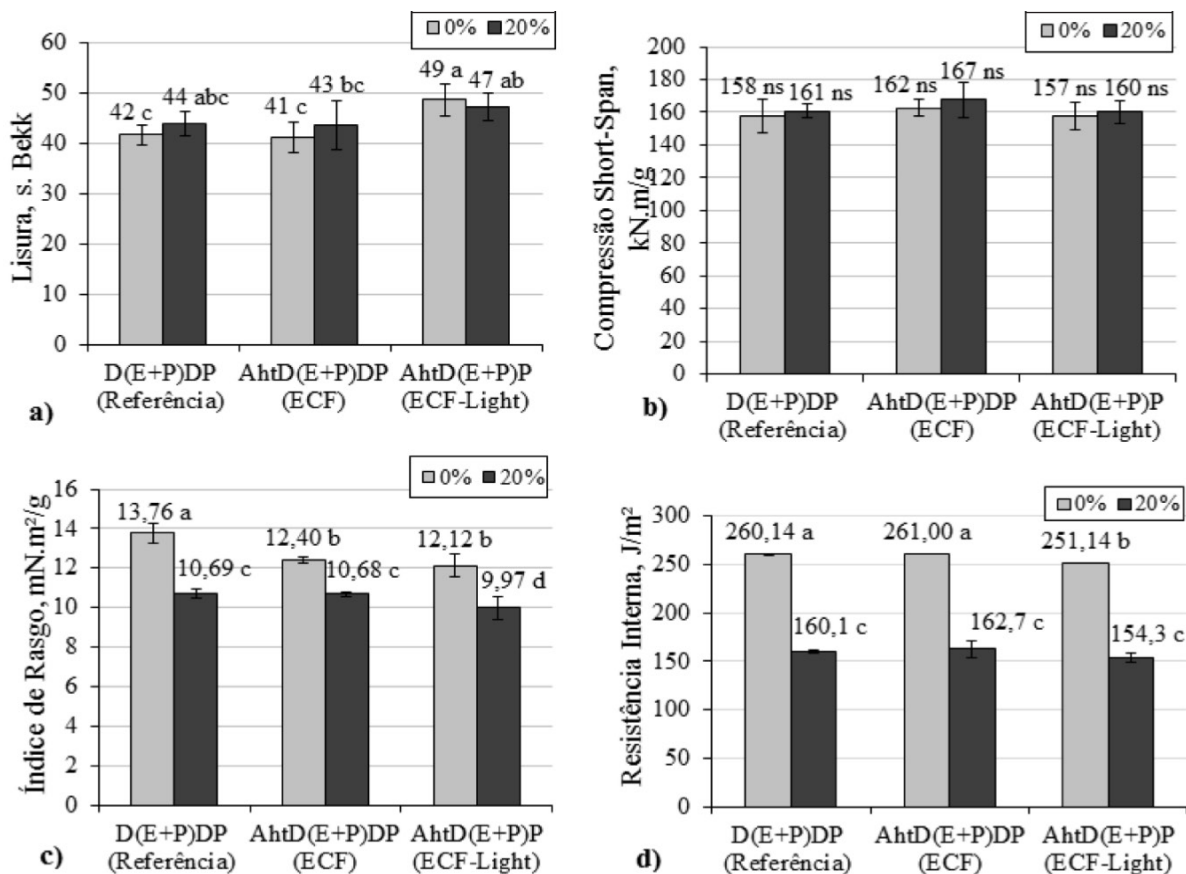 0% 20%
60
50
40
30
20
10
0
Lisura, s. Bekk
42 c
44 abc
41 c
43 bc
49 a
47 ab
D(E+P)DP
(Referência)
AhtD(E+P)DP
(ECF)
AhtD(E+P)P
(ECF-Light)
a)
0% 20%
200
180
160
140
120
100
80
60
40
20
0
Compressão Short-Span,
kN.m/g
158 ns
161 ns
162 ns
167 ns
157 ns
160 ns
D(E+P)DP
(Referência)
AhtD(E+P)DP
(ECF)
AhtD(E+P)P
(ECF-Light)
b)
0% 20%
16
14
12
10
8
6
4
2
0
Índice de Rasgo, mN.m²/g
13,76 a
10,69 c
12,40 b
10,68 c
12,12 b
9,97 d
D(E+P)DP
(Referência)
AhtD(E+P)DP
(ECF)
AhtD(E+P)P
(ECF-Light)
c)
0% 20%
300
250
200
150
100
50
0
Resistência Interna, J/m²
260,14 a
160,1 c
261,00 a
162,7 c
251,14 b
154,3 c
D(E+P)DP
(Referência)
AhtD(E+P)DP
(ECF)
AhtD(E+P)P
(ECF-Light)
d)